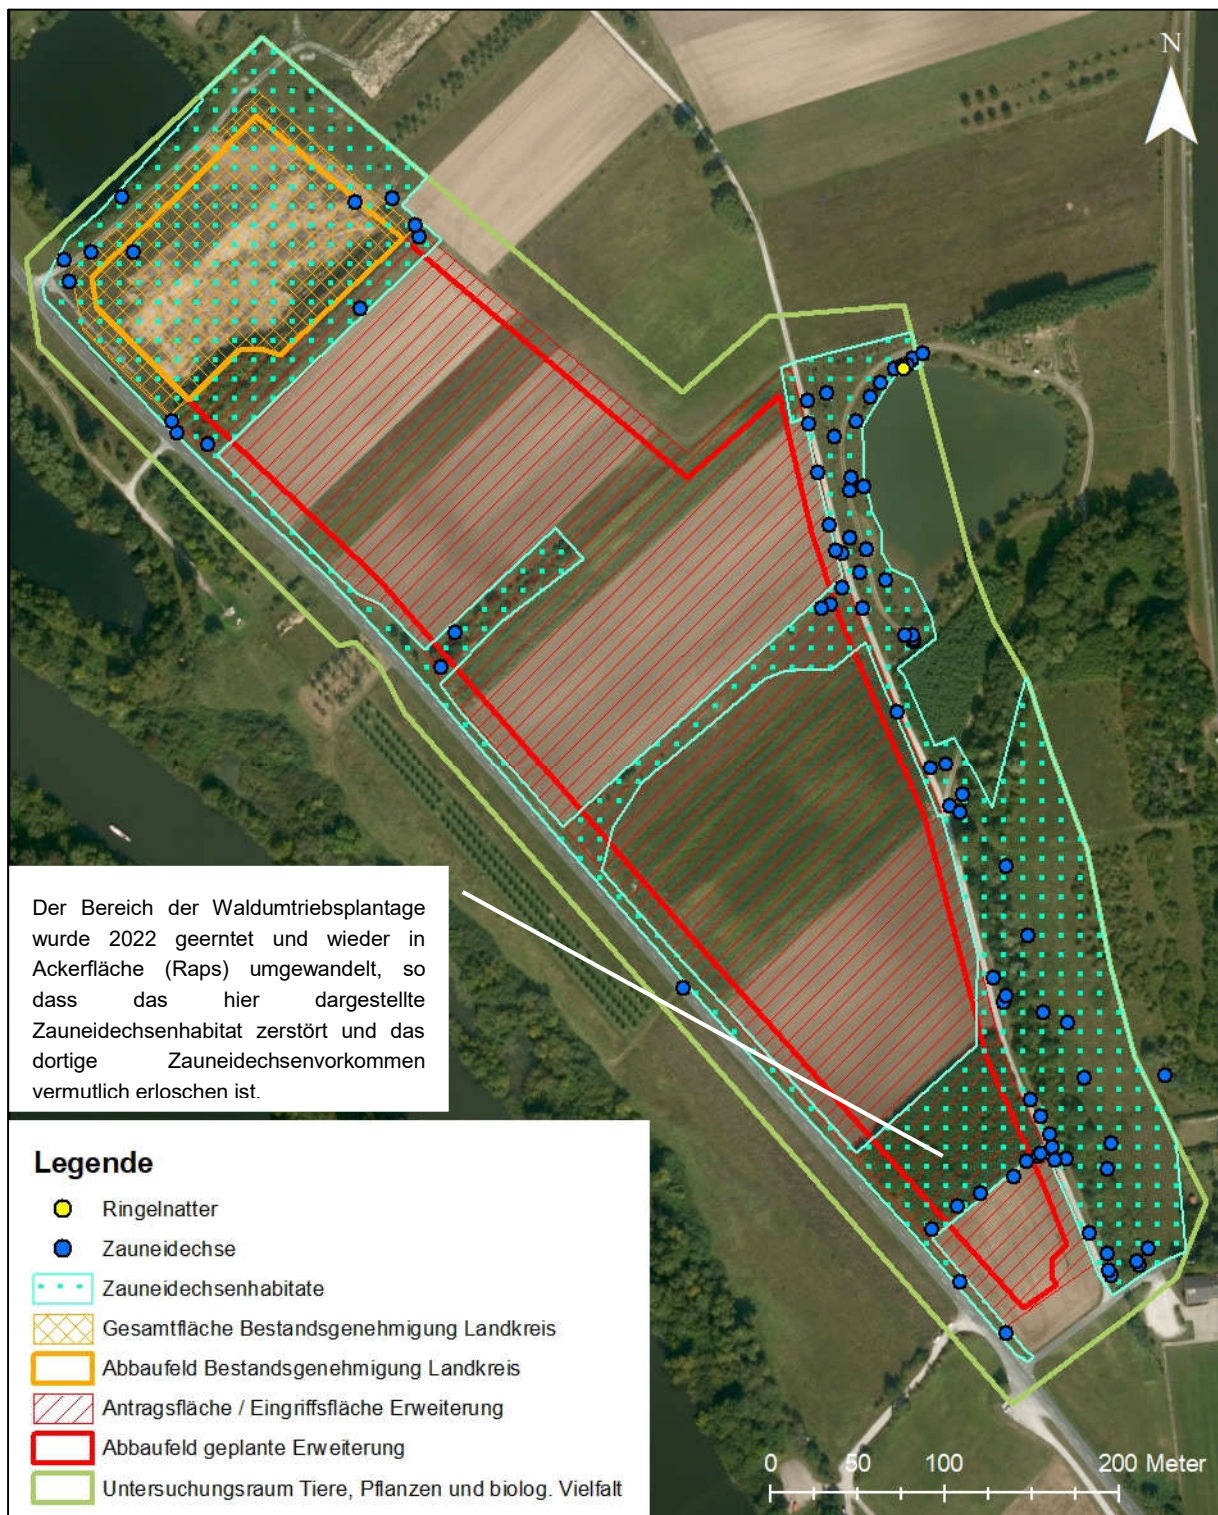 N
Der Bereich der Waldumtriebsplantage
wurde 2022 geerntet und wieder in
Ackerfläche (Raps) umgewandelt, so
dass das hier dargestellte
Zauneidechsenhabitat zerstört und das
dortige Zauneidechsenvorkommen
vermutlich erloschen ist.
Legende
Ringelnatter
Zauneidechse
Zauneidechsenhabitate
Gesamtfläche Bestandsgenehmigung Landkreis
Abbaufeld Bestandsgenehmigung Landkreis
Antragsfläche / Eingriffsfläche Erweiterung
Abbaufeld geplante Erweiterung
Untersuchungsraum Tiere, Pflanzen und biolog. Vielfalt
0 50 100 200 Meter